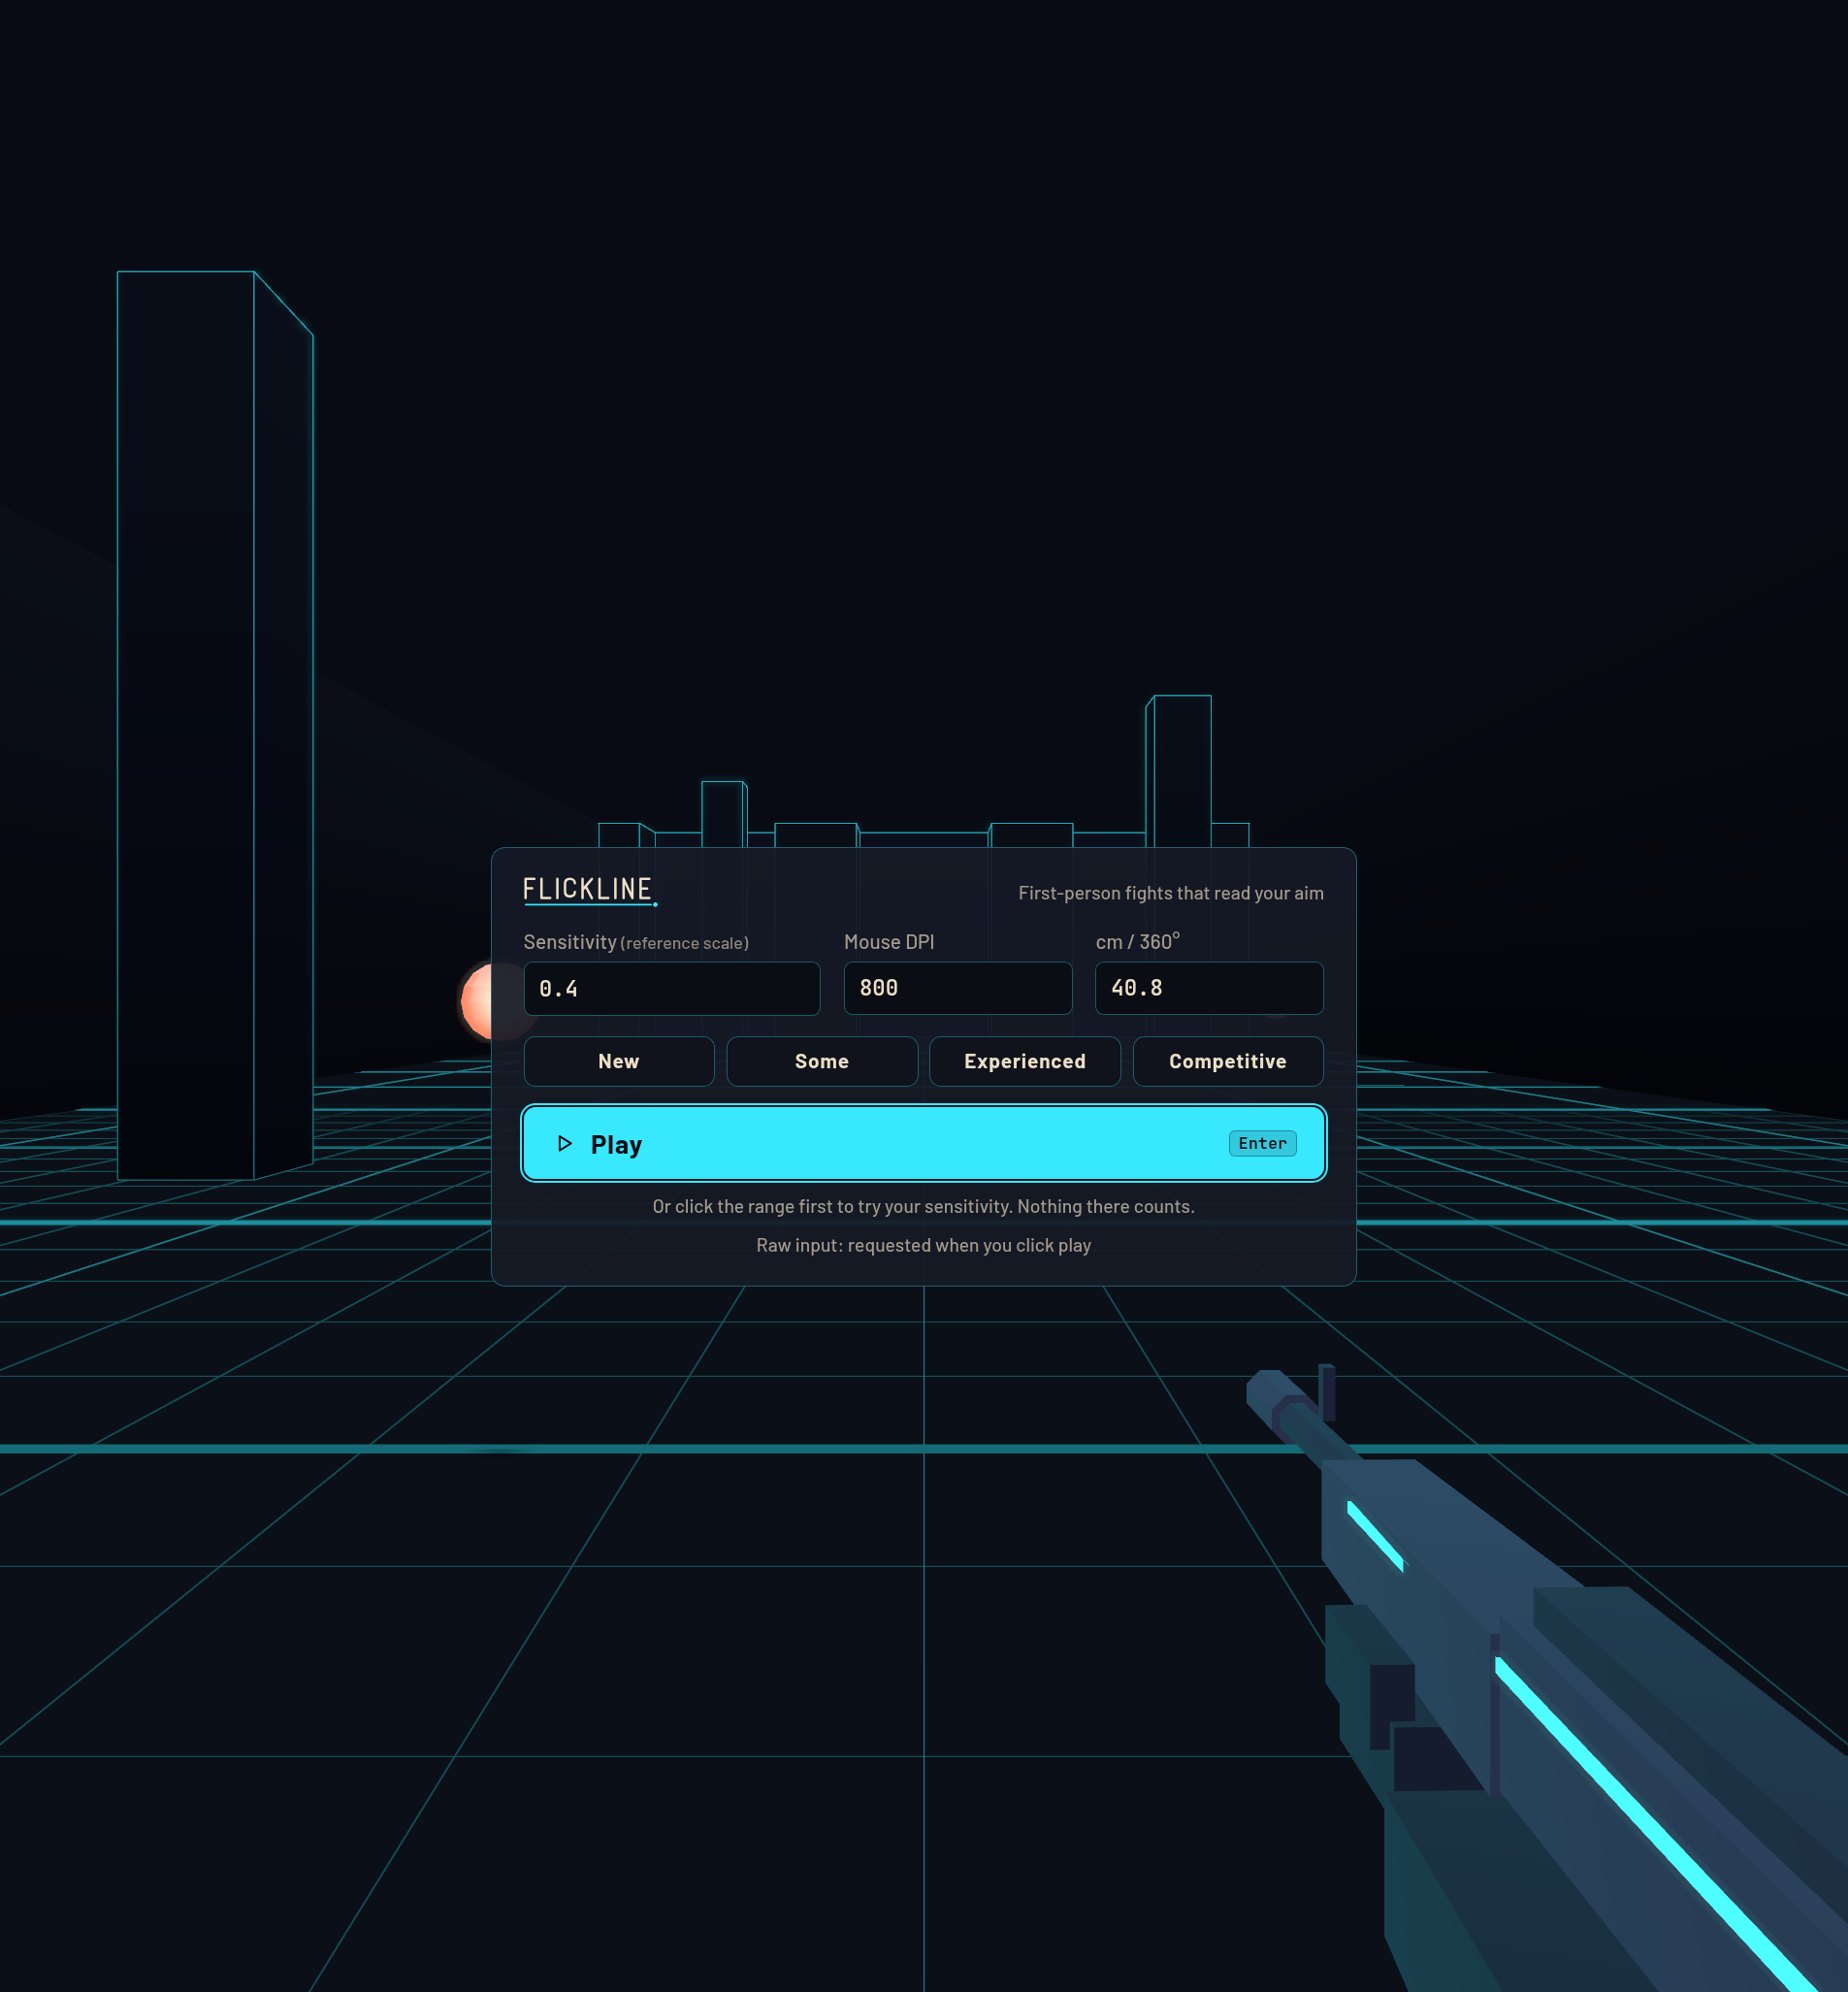 FLICKLINE
First-person fights that read your aim
Sensitivity (reference scale)
Mouse DPI
cm / 360°
0.4
800
40.8
New
Some
Experienced
Competitive
Play
Enter
Or click the range first to try your sensitivity. Nothing there counts.
Raw input: requested when you click play